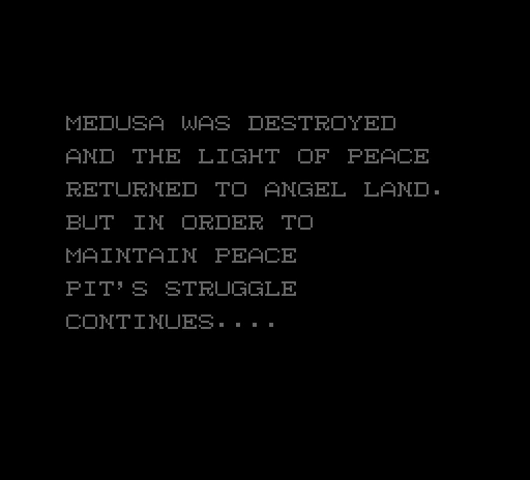 MEDUSA WAS DESTROYED
AND THE LIGHT OF PEACE
RETURNED TO ANGEL LAND.
BUT IN ORDER TO
MAINTAIN PEACE
PIT'S STRUGGLE
CONTINUES....